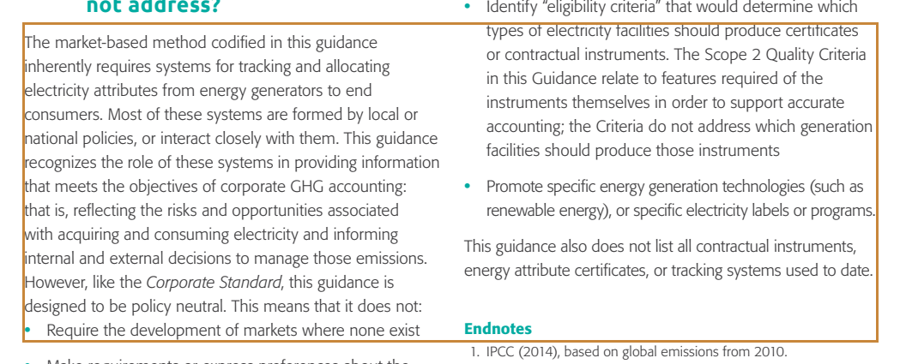 not address?
The market-based method codified in this guidance
inherently requires systems for tracking and allocating
electricity attributes from energy generators to end
consumers. Most of these systems are formed by local or
national policies, or interact closely with them. This guidance
recognizes the role of these systems in providing information
that meets the objectives of corporate GHG accounting:
that is, reflecting the risks and opportunities associated
with acquiring and consuming electricity and informing
internal and external decisions to manage those emissions.
However, like the Corporate Standard, this guidance is
designed to be policy neutral. This means that it does not:
• Require the development of markets where none exist
• Make requirements or express preferences about the
• Identify “eligibility criteria” that would determine which
types of electricity facilities should produce certificates
or contractual instruments. The Scope 2 Quality Criteria
in this Guidance relate to features required of the
instruments themselves in order to support accurate
accounting; the Criteria do not address which generation
facilities should produce those instruments
• Promote specific energy generation technologies (such as
renewable energy), or specific electricity labels or programs.
This guidance also does not list all contractual instruments,
energy attribute certificates, or tracking systems used to date.
Endnotes
1. IPCC (2014), based on global emissions from 2010.